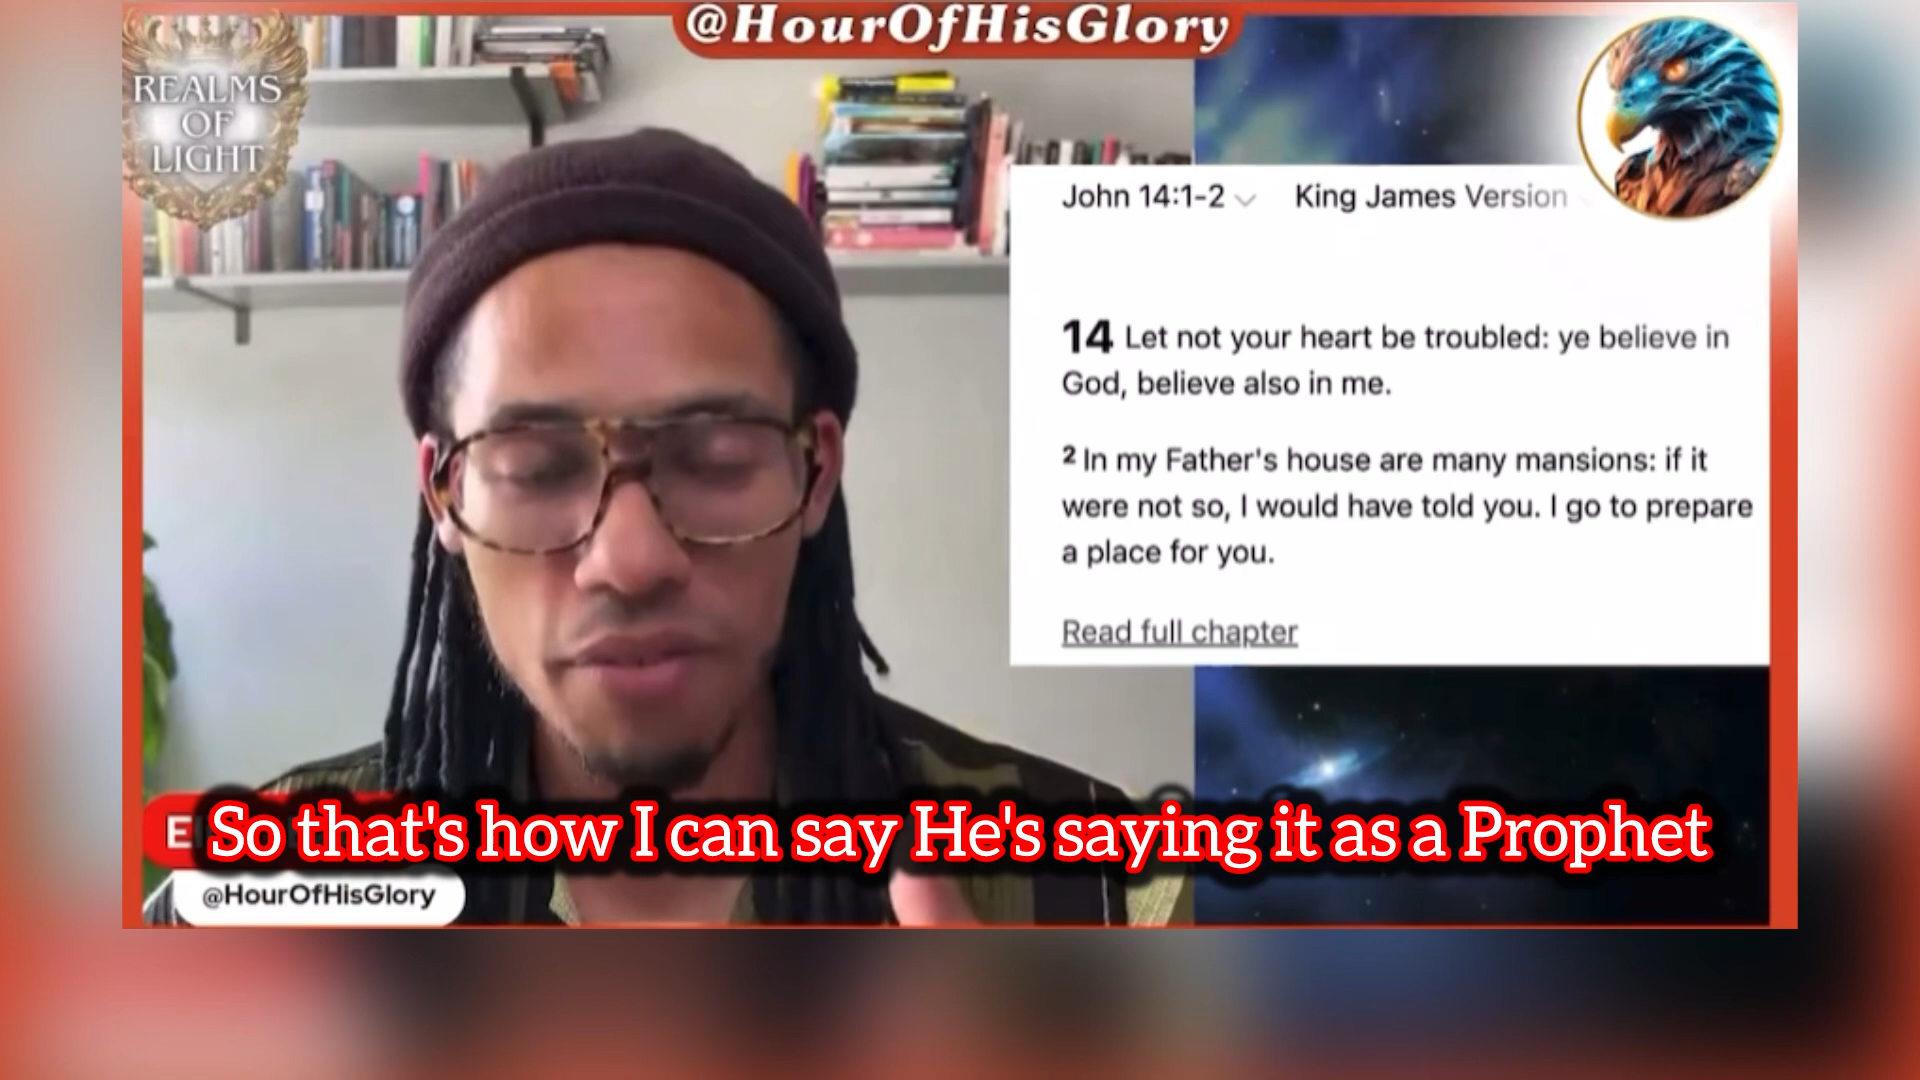 @HourOfHisGlory
REALMS
OF
LIGHT
John 14:1-2
King James Version
14 Let not your heart be troubled: ye believe in
God, believe also in me.
2 In my Father's house are many mansions: if it
were not so, I would have told you. I go to prepare
a place for you.
Read full chapter
E
So that's how I can say He's saying it as a Prophet
@HourOfHisGlory